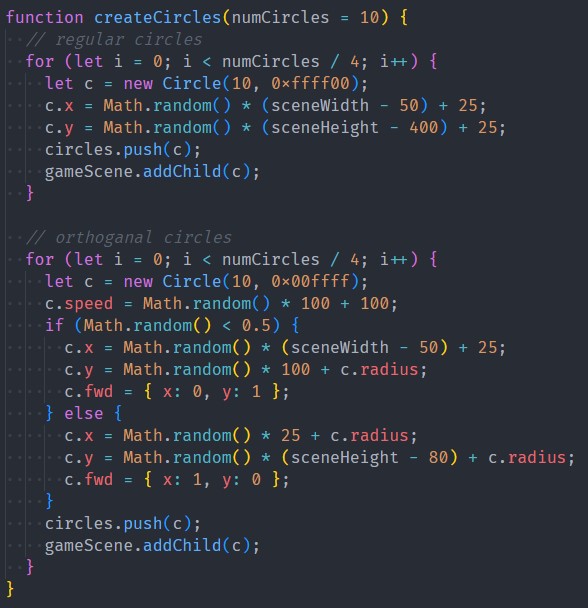 function createCircles(numCircles = 10) {
  // regular circles
  for (let i = 0; i < numCircles / 4; i++) {
    let c = new Circle(10, 0xffff00);
    c.x = Math.random() * (sceneWidth - 50) + 25;
    c.y = Math.random() * (sceneHeight - 400) + 25;
    circles.push(c);
    gameScene.addChild(c);
  }

  // orthoganal circles
  for (let i = 0; i < numCircles / 4; i++) {
    let c = new Circle(10, 0x00ffff);
    c.speed = Math.random() * 100 + 100;
    if (Math.random() < 0.5) {
      c.x = Math.random() * (sceneWidth - 50) + 25;
      c.y = Math.random() * 100 + c.radius;
      c.fwd = { x: 0, y: 1 };
    } else {
      c.x = Math.random() * 25 + c.radius;
      c.y = Math.random() * (sceneHeight - 80) + c.radius;
      c.fwd = { x: 1, y: 0 };
    }
    circles.push(c);
    gameScene.addChild(c);
  }
}